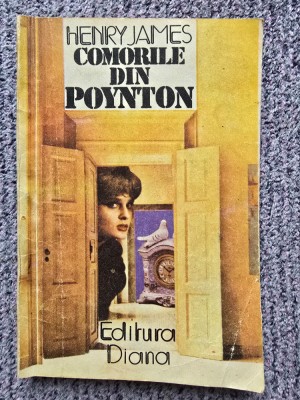 HENRY JAMES
COMORILE
DIN
POYNTON
Editura
Diana